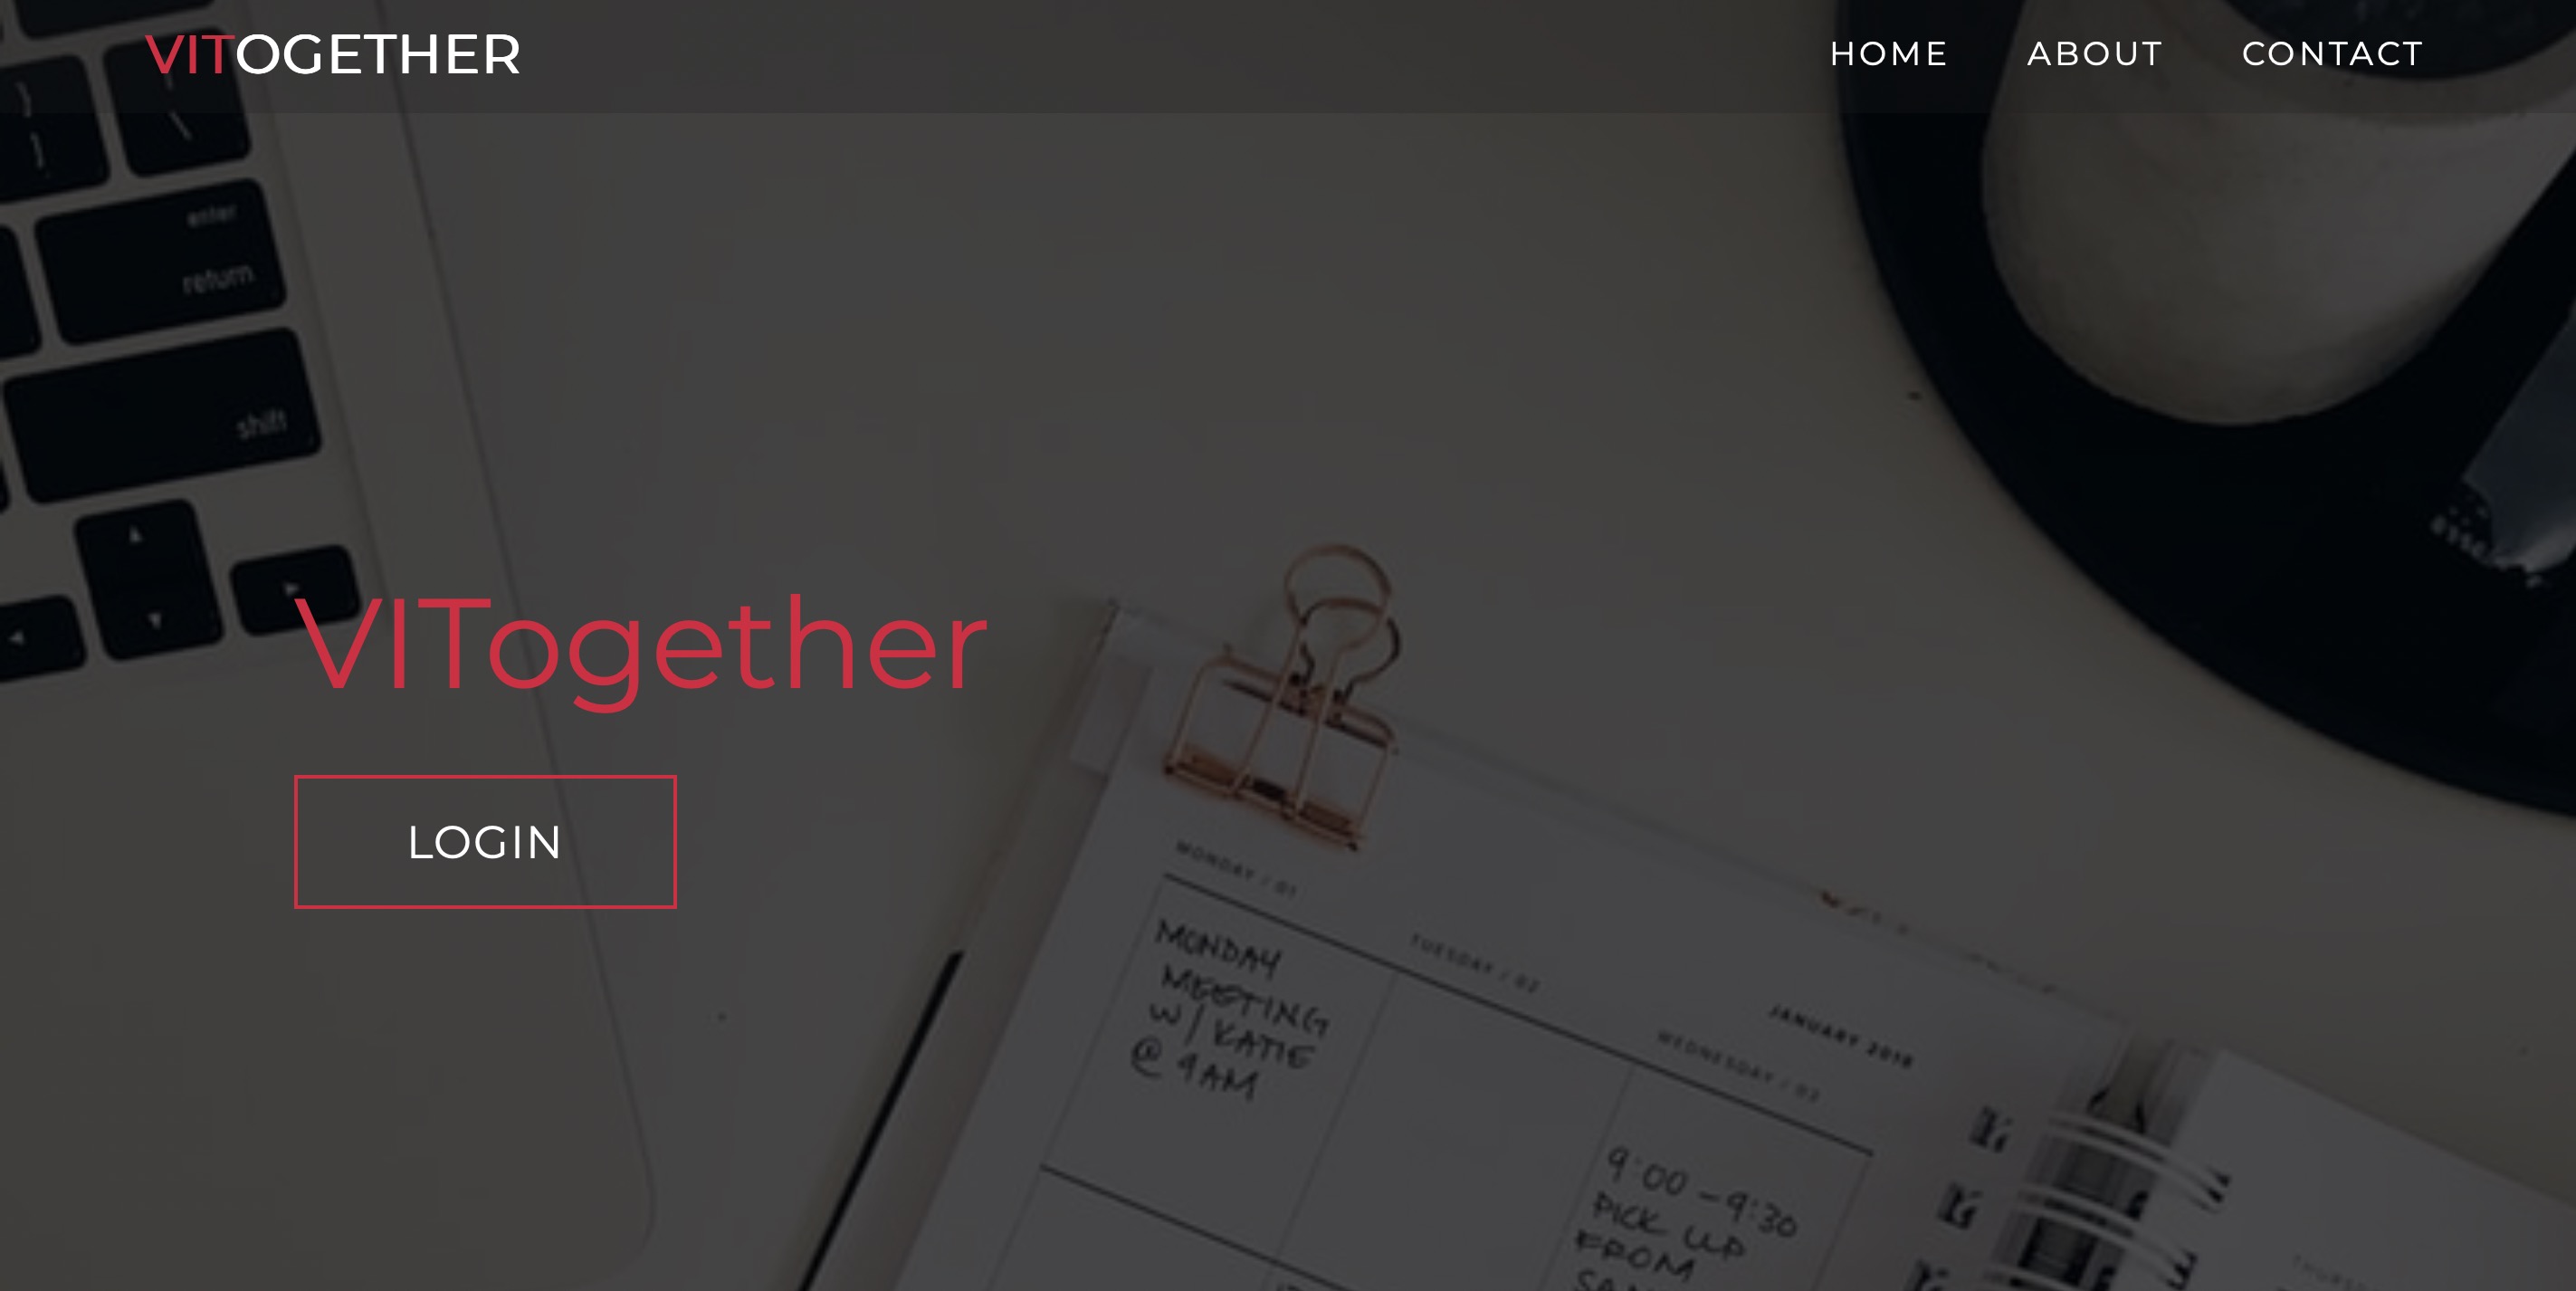 VITOGETHER
HOME ABOUT CONTACT
enter
return
shift
VITogether
LOGIN
MONDAY / 01
MONDAY
MEETING
W/ KATIE
@ 9AM
TUESDAY / 02
JANUARY 2018
WEDNESDAY / 03
9:00 - 9:30
PICK UP
FROM